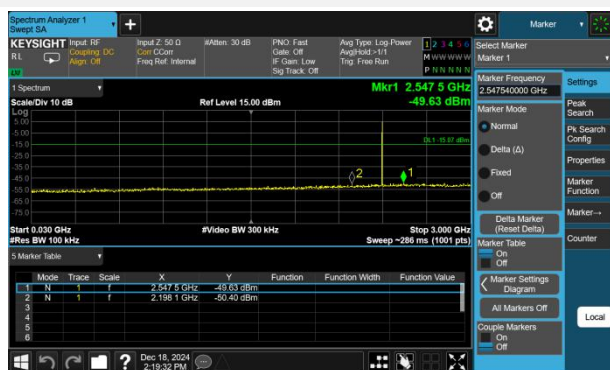 Spectrum Analyzer 1
Swept SA
Marker
KEYSIGHT
Input: RF
Coupling: DC
Align: Off
Input Z: 50 Ω
Corr CCorr
Freq Ref: Internal
#Atten: 30 dB
PNO: Fast
Gate: Off
IF Gain: Low
Sig Track: Off
Avg Type: Log-Power
Avg|Hold:>1/1
Trig: Free Run
1 2 3 4 5 6
M W W W W W
P N N N N N
R L
LV
Select Marker
Marker 1
1 Spectrum
Mkr1 2.547 5 GHz
Scale/Div 10 dB
Ref Level 15.00 dBm
-49.63 dBm
Log
5.00
-5.00
-15.0
-25.0
-35.0
-45.0
-55.0
-65.0
-75.0
DL1 -15.97 dBm
2
1
Start 0.030 GHz
#Video BW 300 kHz
Stop 3.000 GHz
#Res BW 100 kHz
Sweep ~286 ms (1001 pts)
5 Marker Table
Mode Trace Scale X Y Function Function Width Function Value
1 N 1 f 2.547 5 GHz -49.63 dBm
2 N 1 f 2.198 1 GHz -50.40 dBm
3
4
5
6
Dec 18, 2024
2:19:32 PM
Marker Frequency
2.547540000 GHz
Marker Mode
Normal
Delta (Δ)
Fixed
Off
Delta Marker
(Reset Delta)
Marker Table
On
Off
Marker Settings
Diagram
All Markers Off
Couple Markers
On
Off
Settings
Peak
Search
Pk Search
Config
Properties
Marker
Function
Marker→
Counter
Local